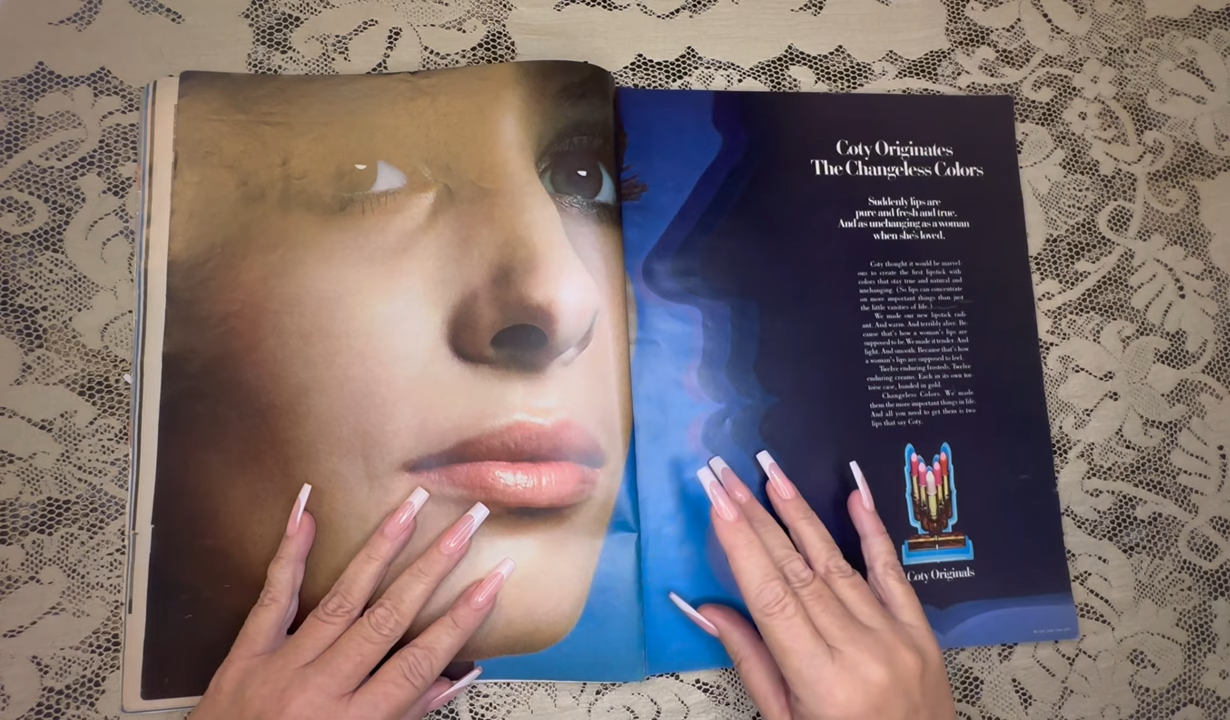 Coty Originates
The Changeless Colors
Suddenly lips are
pure and fresh and true.
And as unchanging as a woman
when she's loved.
Coty thought it would be marvel-
ous to create the first lipstick with
colors that stay true and natural and
unchanging. (So lips can concentrate
on more important things than just
the little vanities of life.)
We made our new lipstick radi-
ant. And warm. And terribly alive. Be-
cause that's how a woman's lips are
supposed to be. We made it tender. And
light. And smooth. Because that's how
a woman's lips are supposed to feel.
Twelve enduring frosteds. Twelve
enduring creams. Each in its own tor-
toise case, banded in gold.
Changeless Colors. We made
them the more important things in life.
And all you need to get them is two
lips that say Coty.
Coty Originals